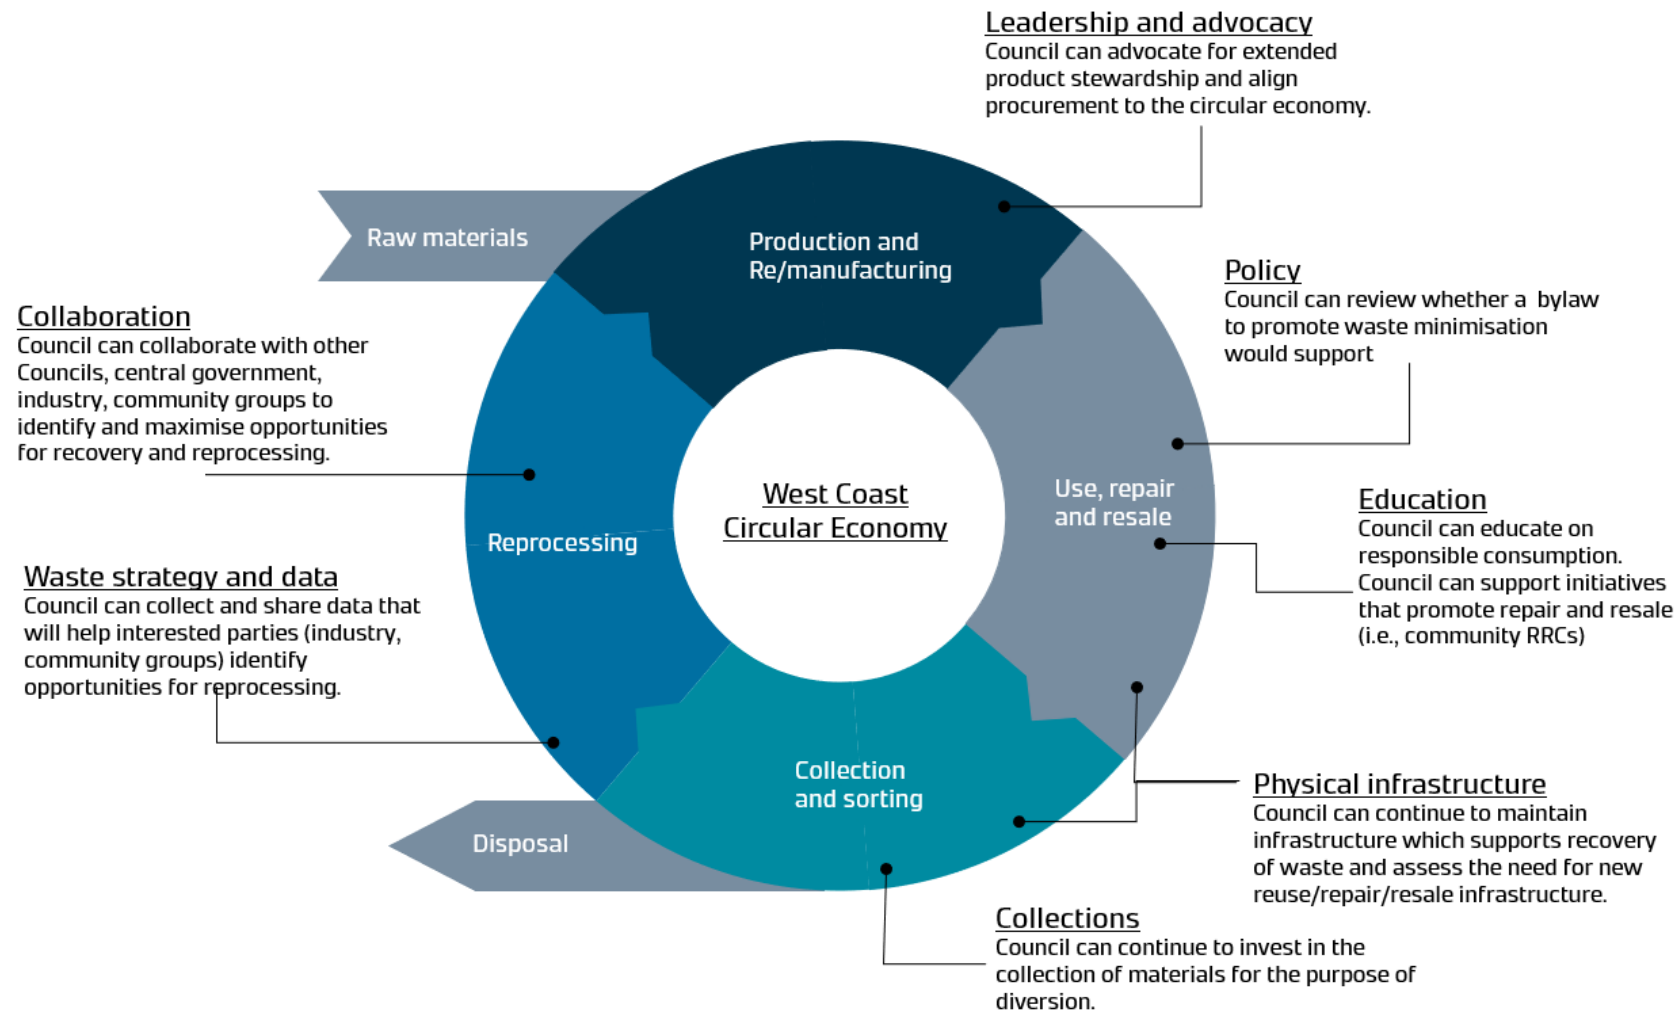 Leadership and advocacy
Council can advocate for extended
product stewardship and align
procurement to the circular economy.
Raw materials
Production and
Re/manufacturing
Policy
Council can review whether a bylaw
to promote waste minimisation
would support
Collaboration
Council can collaborate with other
Councils, central government,
industry, community groups to
identify and maximise opportunities
for recovery and reprocessing.
West Coast
Circular Economy
Use, repair
and resale
Education
Council can educate on
responsible consumption.
Council can support initiatives
that promote repair and resale
(i.e., community RRCs)
Reprocessing
Waste strategy and data
Council can collect and share data that
will help interested parties (industry,
community groups) identify
opportunities for reprocessing.
Collection
and sorting
Physical infrastructure
Council can continue to maintain
infrastructure which supports recovery
of waste and assess the need for new
reuse/repair/resale infrastructure.
Disposal
Collections
Council can continue to invest in the
collection of materials for the purpose of
diversion.